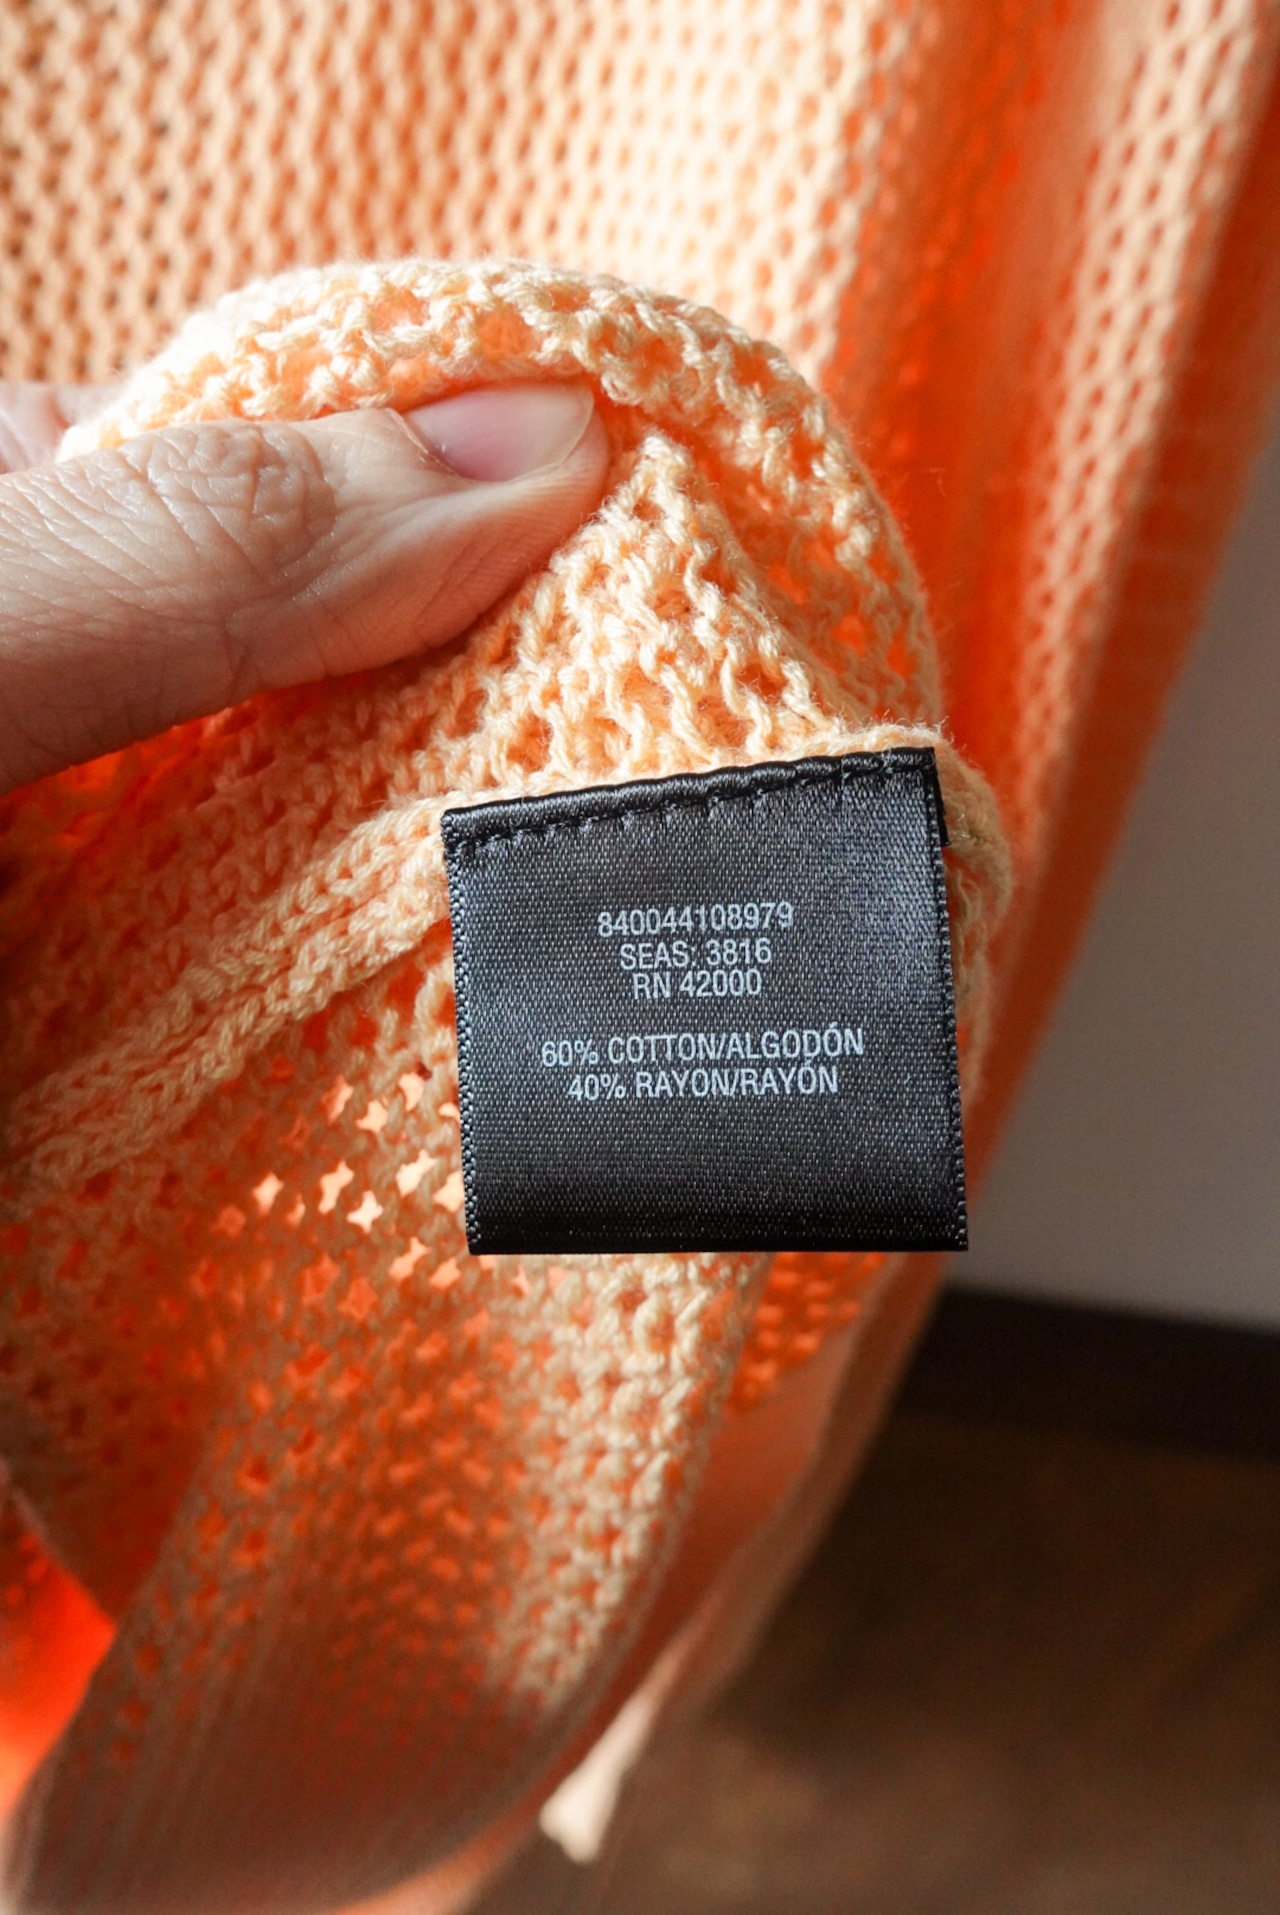 840044108979
SEAS: 3816
RN 42000
60% COTTON/ALGODÓN
40% RAYON/RAYÓN